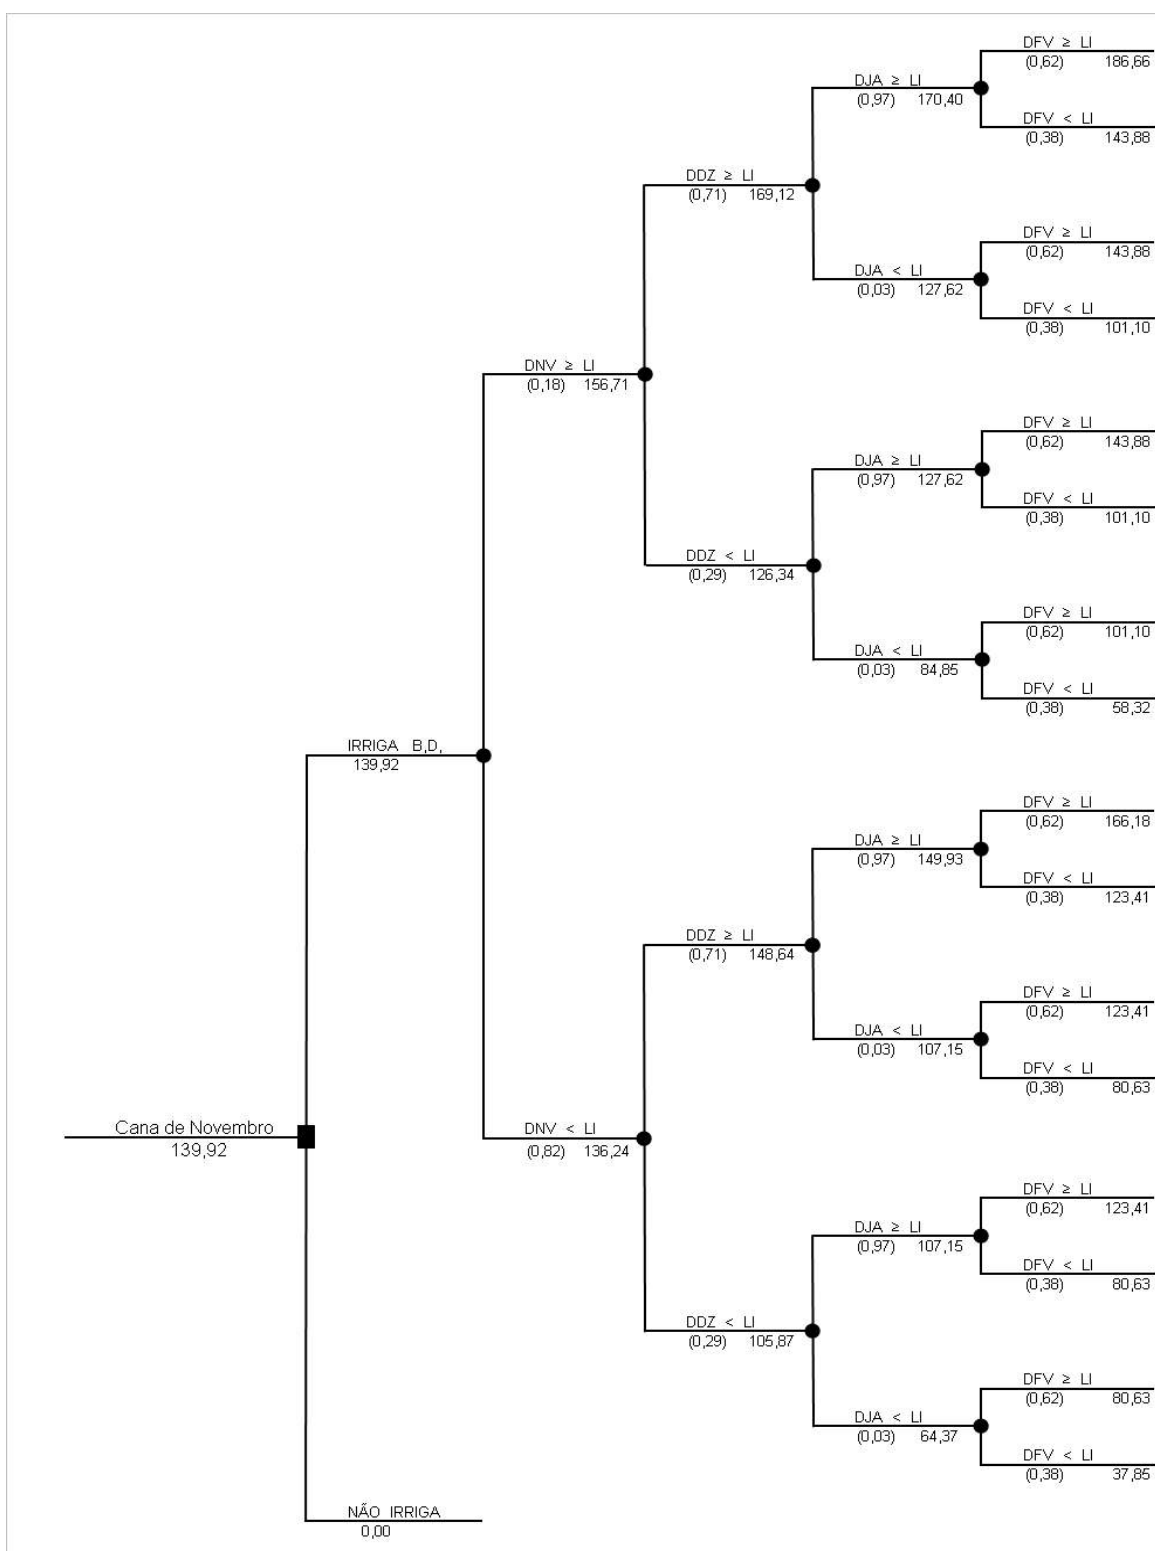 DFV ≥ LI
(0,62) 186,66
DJA ≥ LI
(0,97) 170,40
DFV < LI
(0,38) 143,88
DDZ ≥ LI
(0,71) 169,12
DFV ≥ LI
(0,62) 143,88
DJA < LI
(0,03) 127,62
DFV < LI
(0,38) 101,10
DNV ≥ LI
(0,18) 156,71
DFV ≥ LI
(0,62) 143,88
DJA ≥ LI
(0,97) 127,62
DFV < LI
(0,38) 101,10
DDZ < LI
(0,29) 126,34
DFV ≥ LI
(0,62) 101,10
DJA < LI
(0,03) 84,85
DFV < LI
(0,38) 58,32
IRRIGA B,D,
139,92
DFV ≥ LI
(0,62) 166,18
DJA ≥ LI
(0,97) 149,93
DFV < LI
(0,38) 123,41
DDZ ≥ LI
(0,71) 148,64
DFV ≥ LI
(0,62) 123,41
DJA < LI
(0,03) 107,15
DFV < LI
(0,38) 80,63
Cana de Novembro
139,92
DNV < LI
(0,82) 136,24
DFV ≥ LI
(0,62) 123,41
DJA ≥ LI
(0,97) 107,15
DFV < LI
(0,38) 80,63
DDZ < LI
(0,29) 105,87
DFV ≥ LI
(0,62) 80,63
DJA < LI
(0,03) 64,37
DFV < LI
(0,38) 37,85
NÃO IRRIGA
0,00